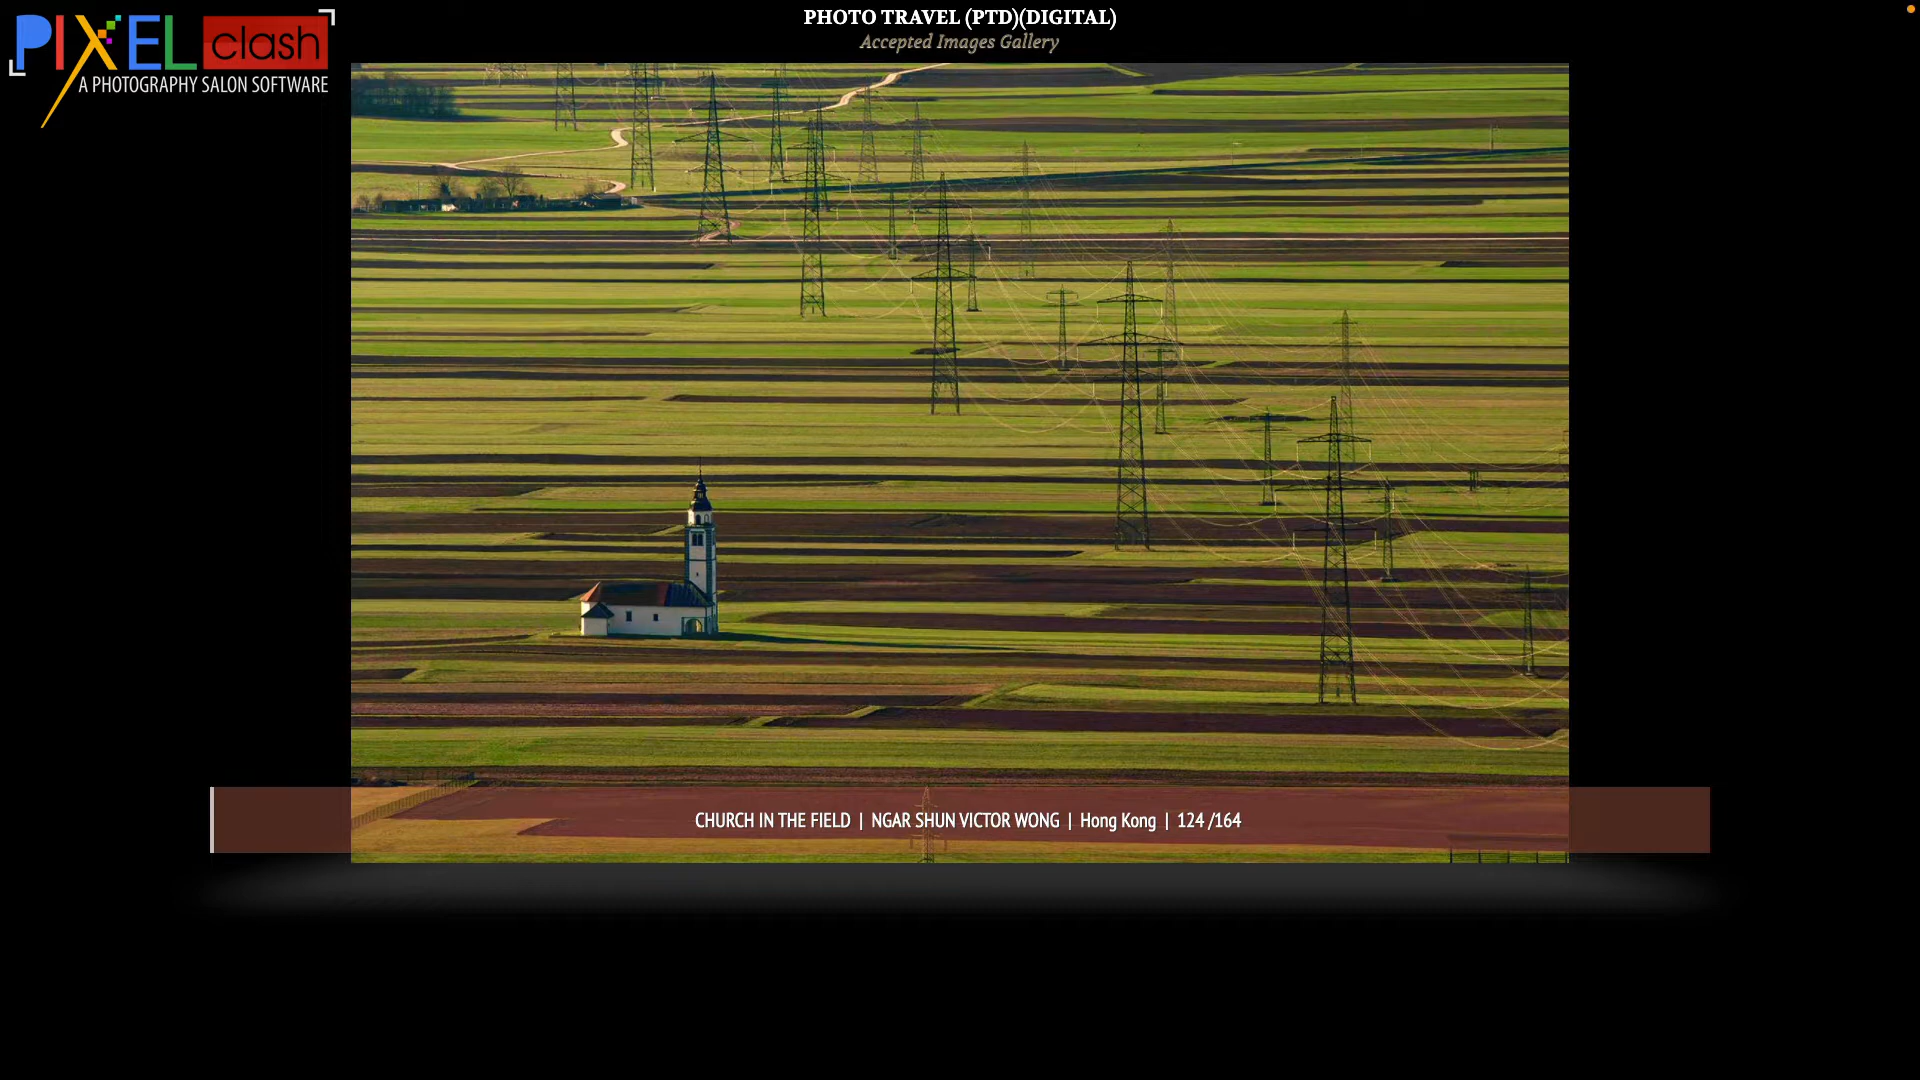 PIXEL clash
A PHOTOGRAPHY SALON SOFTWARE
PHOTO TRAVEL (PTD)(DIGITAL)
Accepted Images Gallery
CHURCH IN THE FIELD | NGAR SHUN VICTOR WONG | Hong Kong | 124 /164